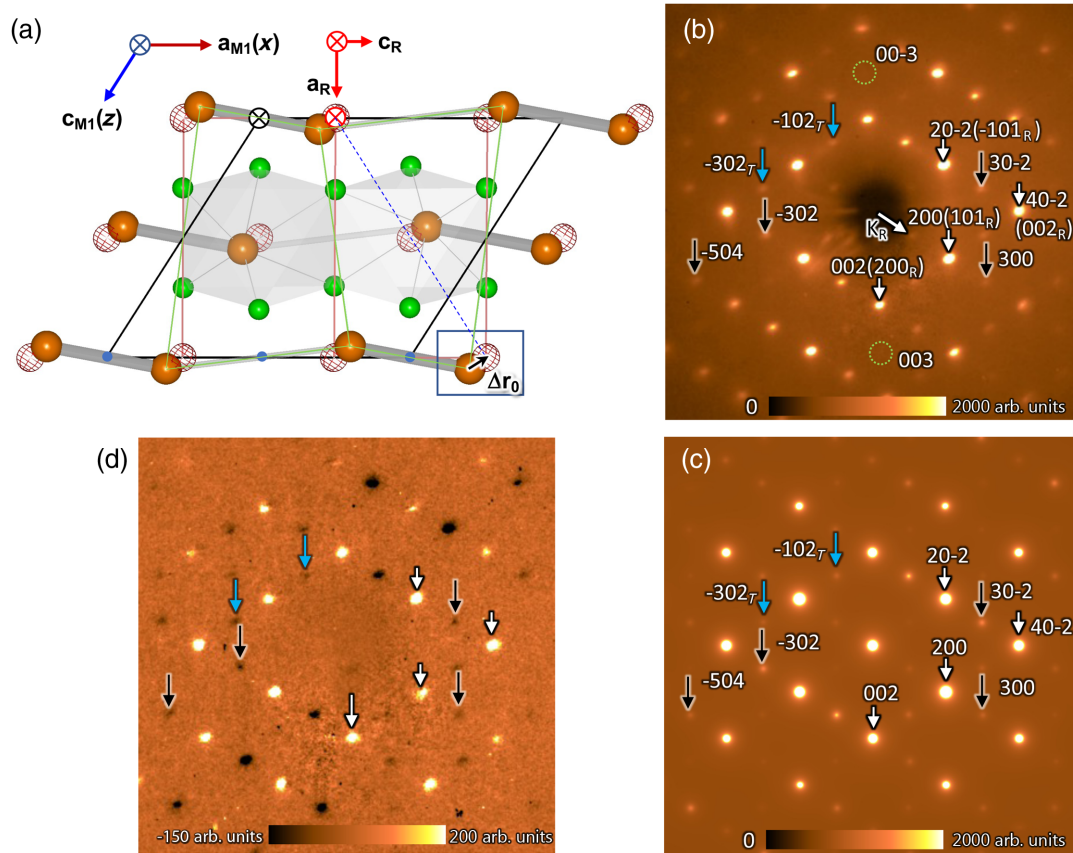 (a)
a_M1(x)
c_R
a_R
c_M1(z)
Δr_0
(b)
00-3
-102_T
20-2(-101_R)
30-2
-302_T
40-2
(002_R)
-302
200(101_R)
K_R
-504
002(200_R)
300
003
0
2000 arb. units
(d)
-150 arb. units
200 arb. units
(c)
-102_T
20-2
-302_T
30-2
40-2
-302
200
-504
002
300
0
2000 arb. units